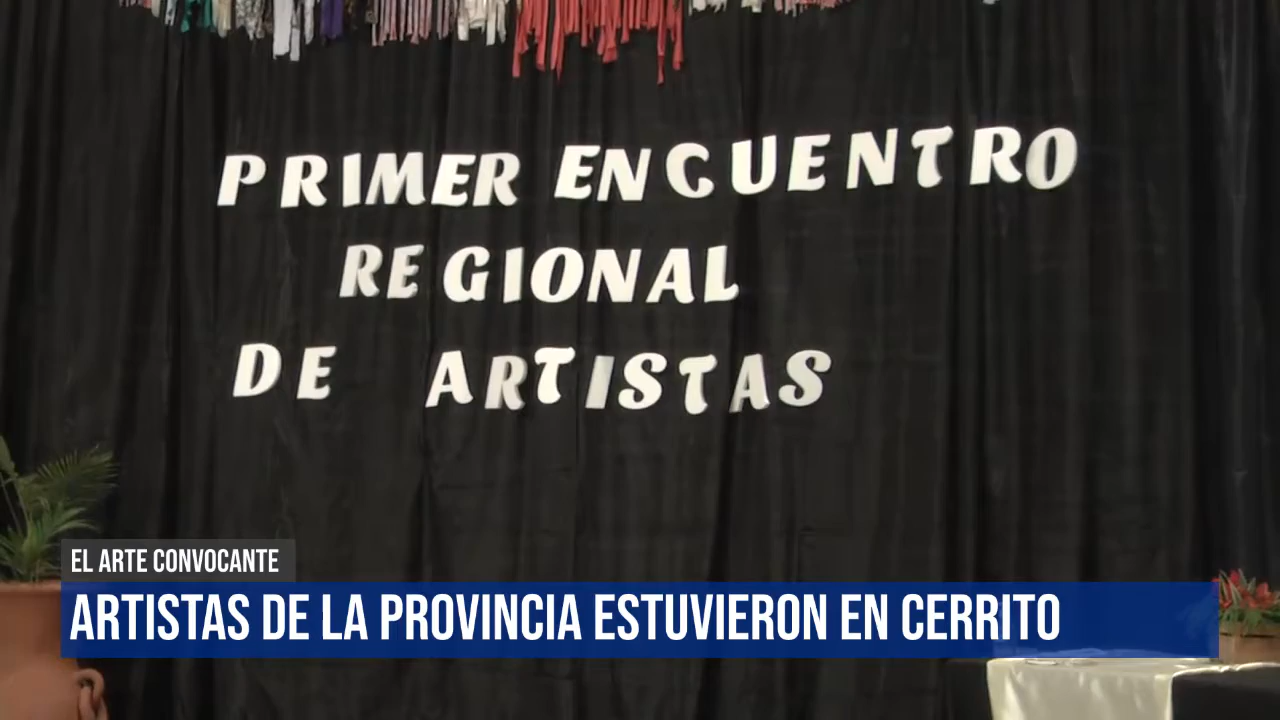 PRIMER ENCUENTRO
REGIONAL
DE ARTISTAS
EL ARTE CONVOCANTE
ARTISTAS DE LA PROVINCIA ESTUVIERON EN CERRITO